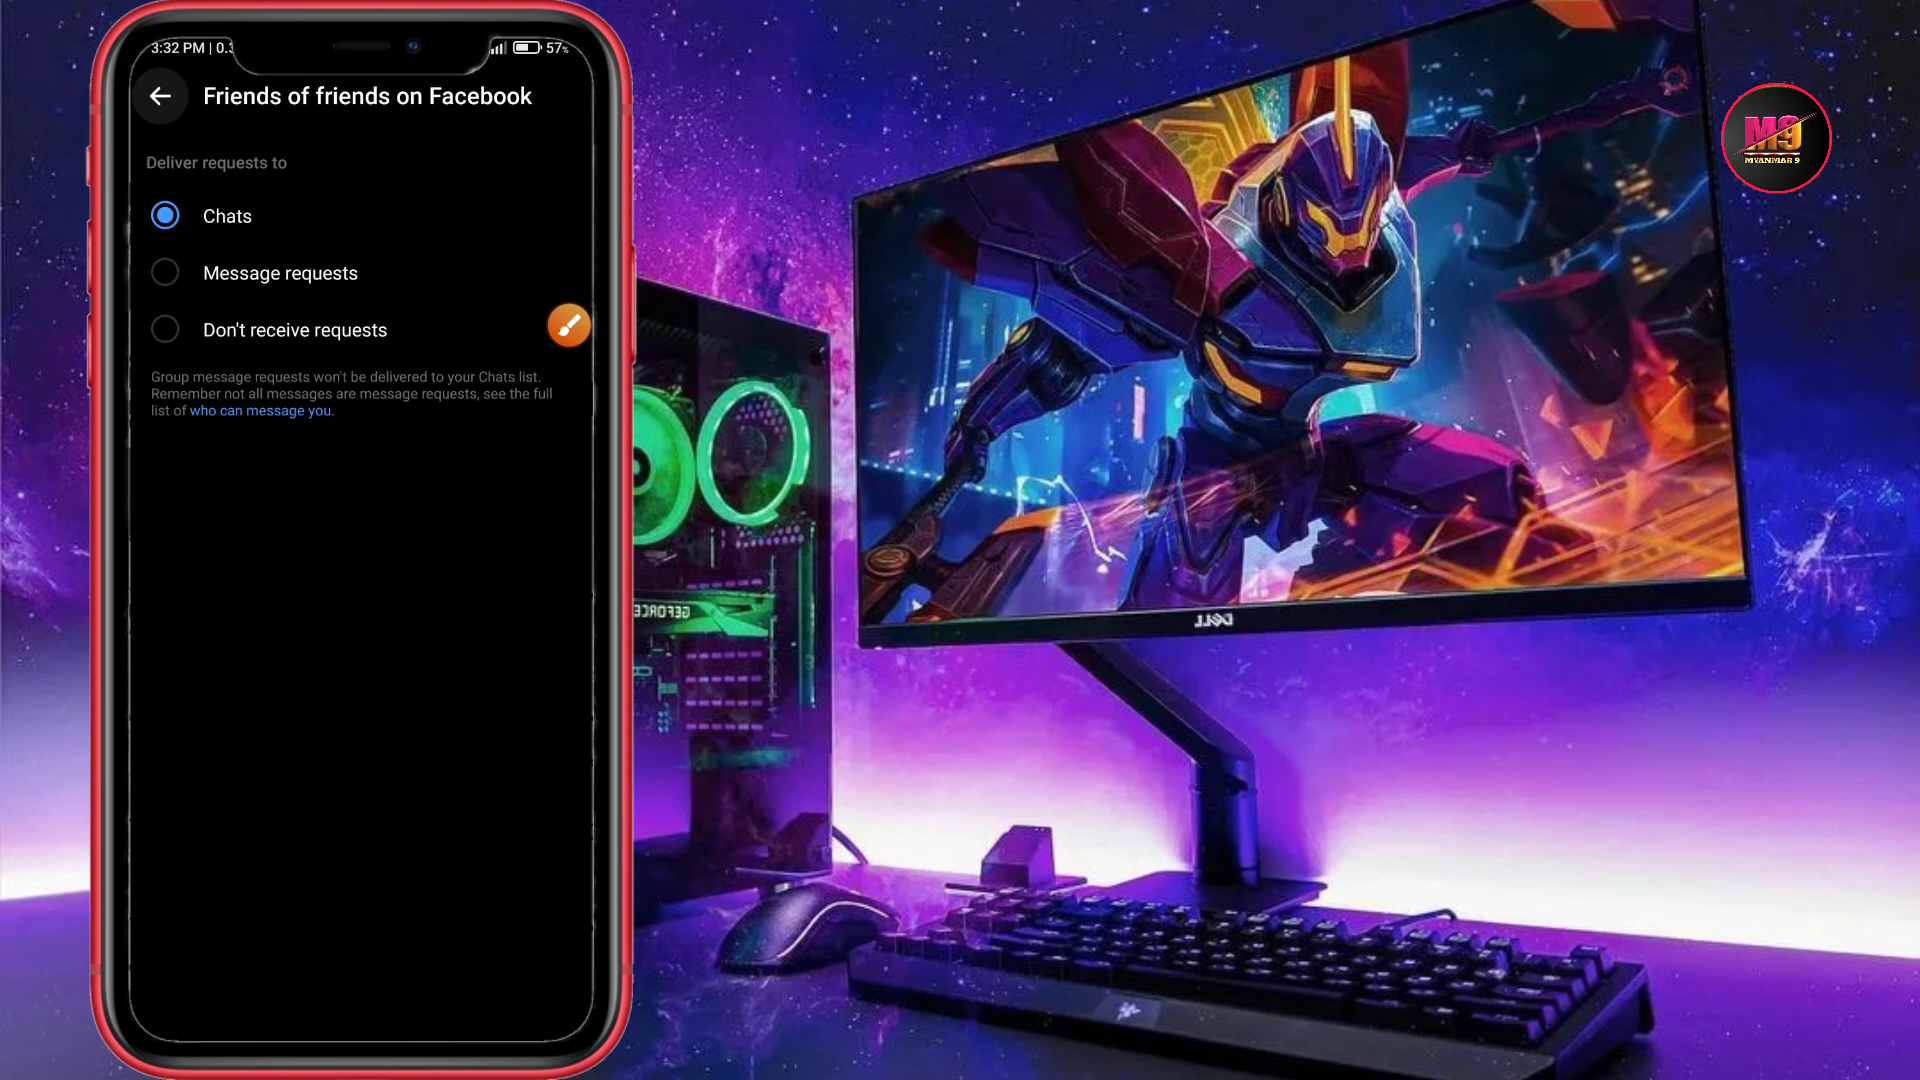 3:32 PM | 0.3
57%
Friends of friends on Facebook
Deliver requests to
Chats
Message requests
Don't receive requests
Group message requests won't be delivered to your Chats list.
Remember not all messages are message requests, see the full
list of who can message you.
M9
MYANMAR 9
GEFORCE
DELL